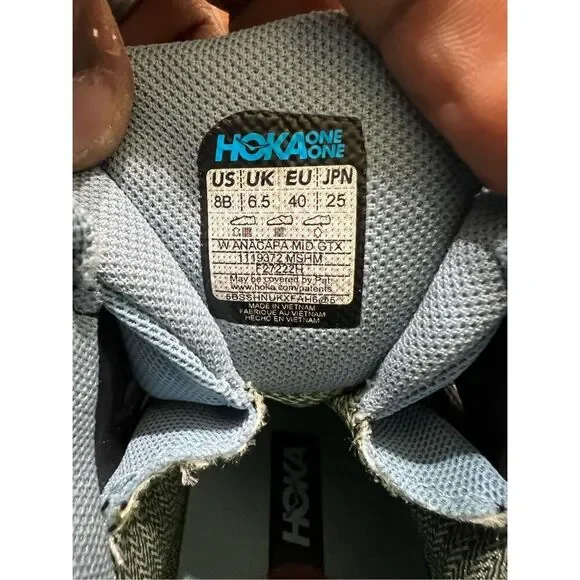 HOKA ONE ONE
US UK EU JPN
8B 6.5 40 25
W ANACAPA MID GTX
1119372 MSHM
F27222H
May be covered by Pat.
www.hoka.com/patents
MADE IN VIETNAM
FABRIQUÉ AU VIETNAM
HECHO EN VIETNAM
HOKA